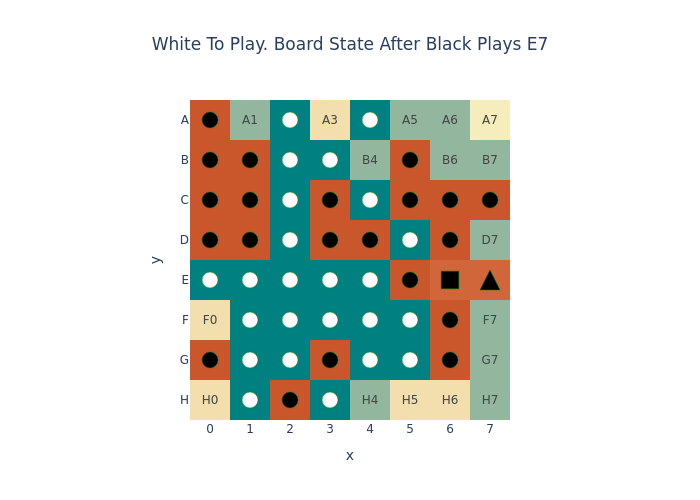 White To Play. Board State After Black Plays E7
A A1 A3 A5 A6 A7
B B4 B6 B7
C
D D7
E
F F0 F7
G G7
H H0 H4 H5 H6 H7
0 1 2 3 4 5 6 7
x
y